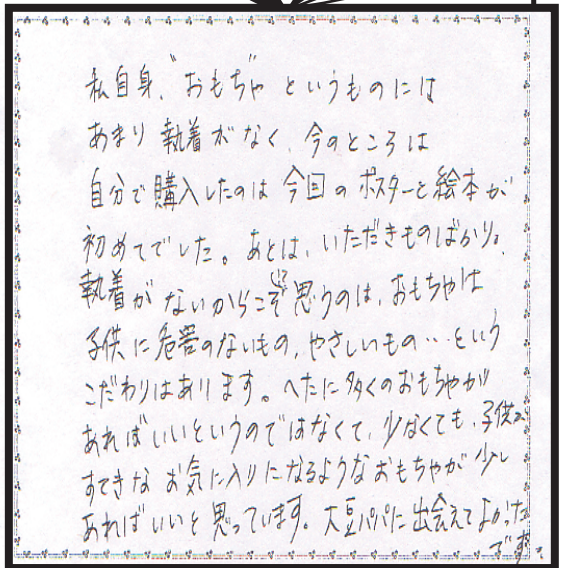 私自身、“おもちゃ"というものには
あまり執着がなく、今のところは
自分で購入したのは今回のポスターと絵本が
初めてでした。あとは、いただきものばかり。
執着がないからこそ思うのは、おもちゃは
子供に危害のないもの、やさしいもの…という
こだわりはあります。へたに多くのおもちゃが
あればいいというのではなくて、少なくても、子供が
すてきなお気に入りになるようなおもちゃが少し
あればいいと思っています。大豆パパに出会えてよかった
です。